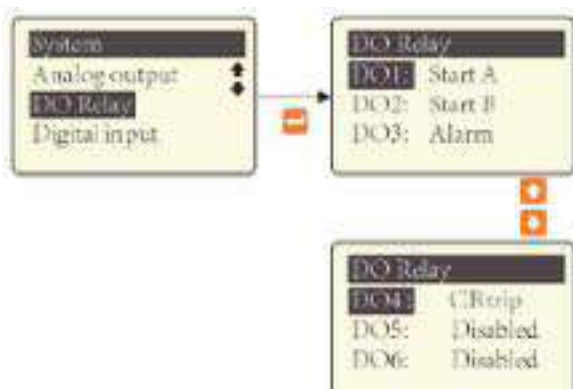 System
Analog output
DO Relay
Digital input
DO Relay
DO1: Start A
DO2: Start B
DO3: Alarm
DO Relay
DO4: CBtrip
DO5: Disabled
DO6: Disabled